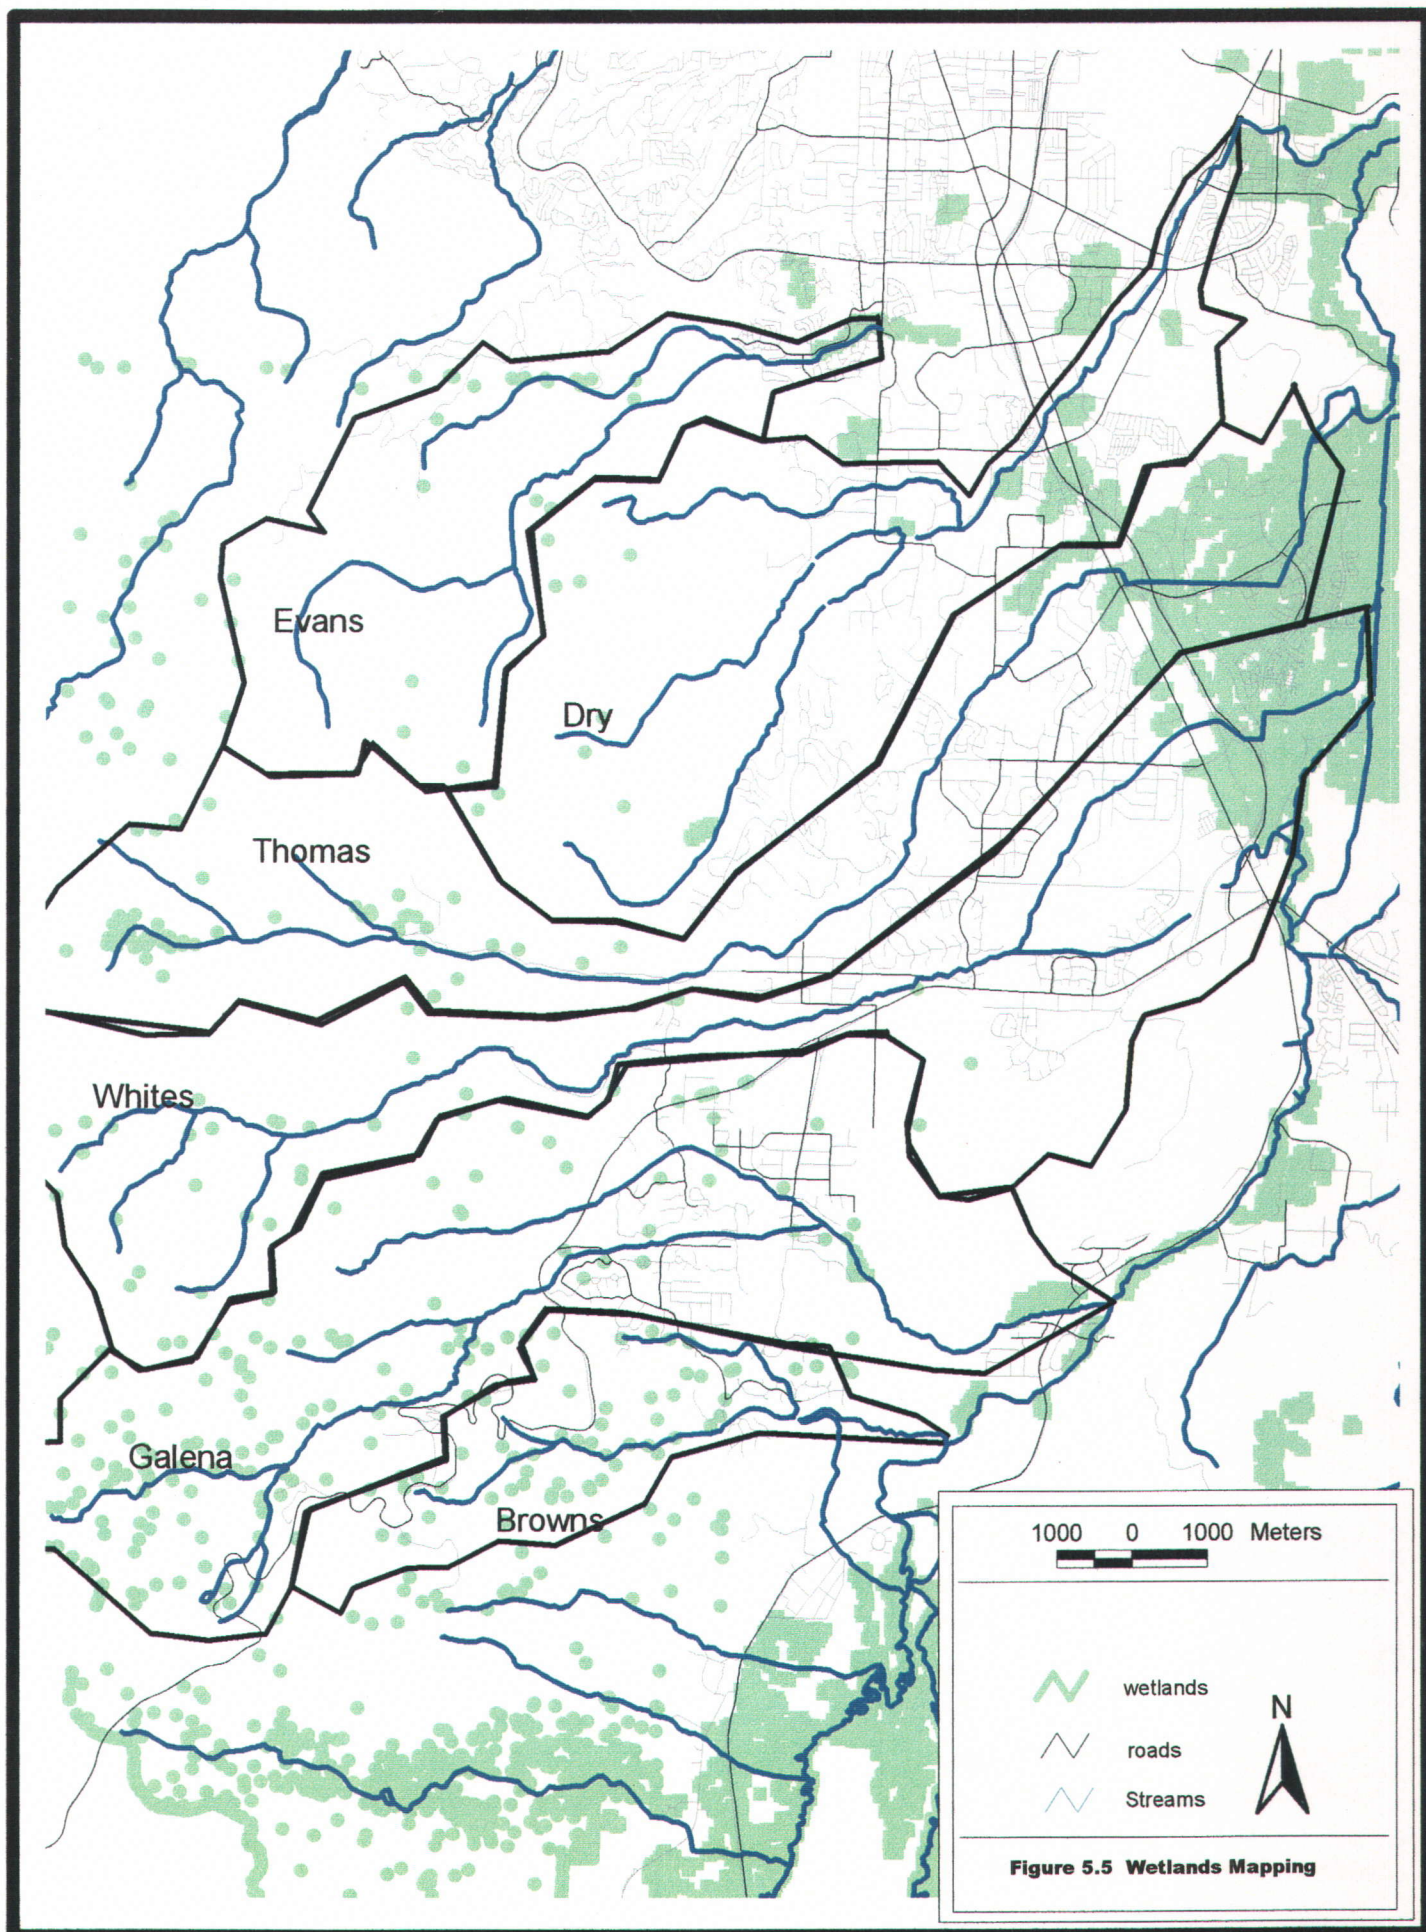 Evans
Dry
Thomas
Whites
Galena
Browns
1000 0 1000 Meters
wetlands
N
roads
Streams
Figure 5.5 Wetlands Mapping